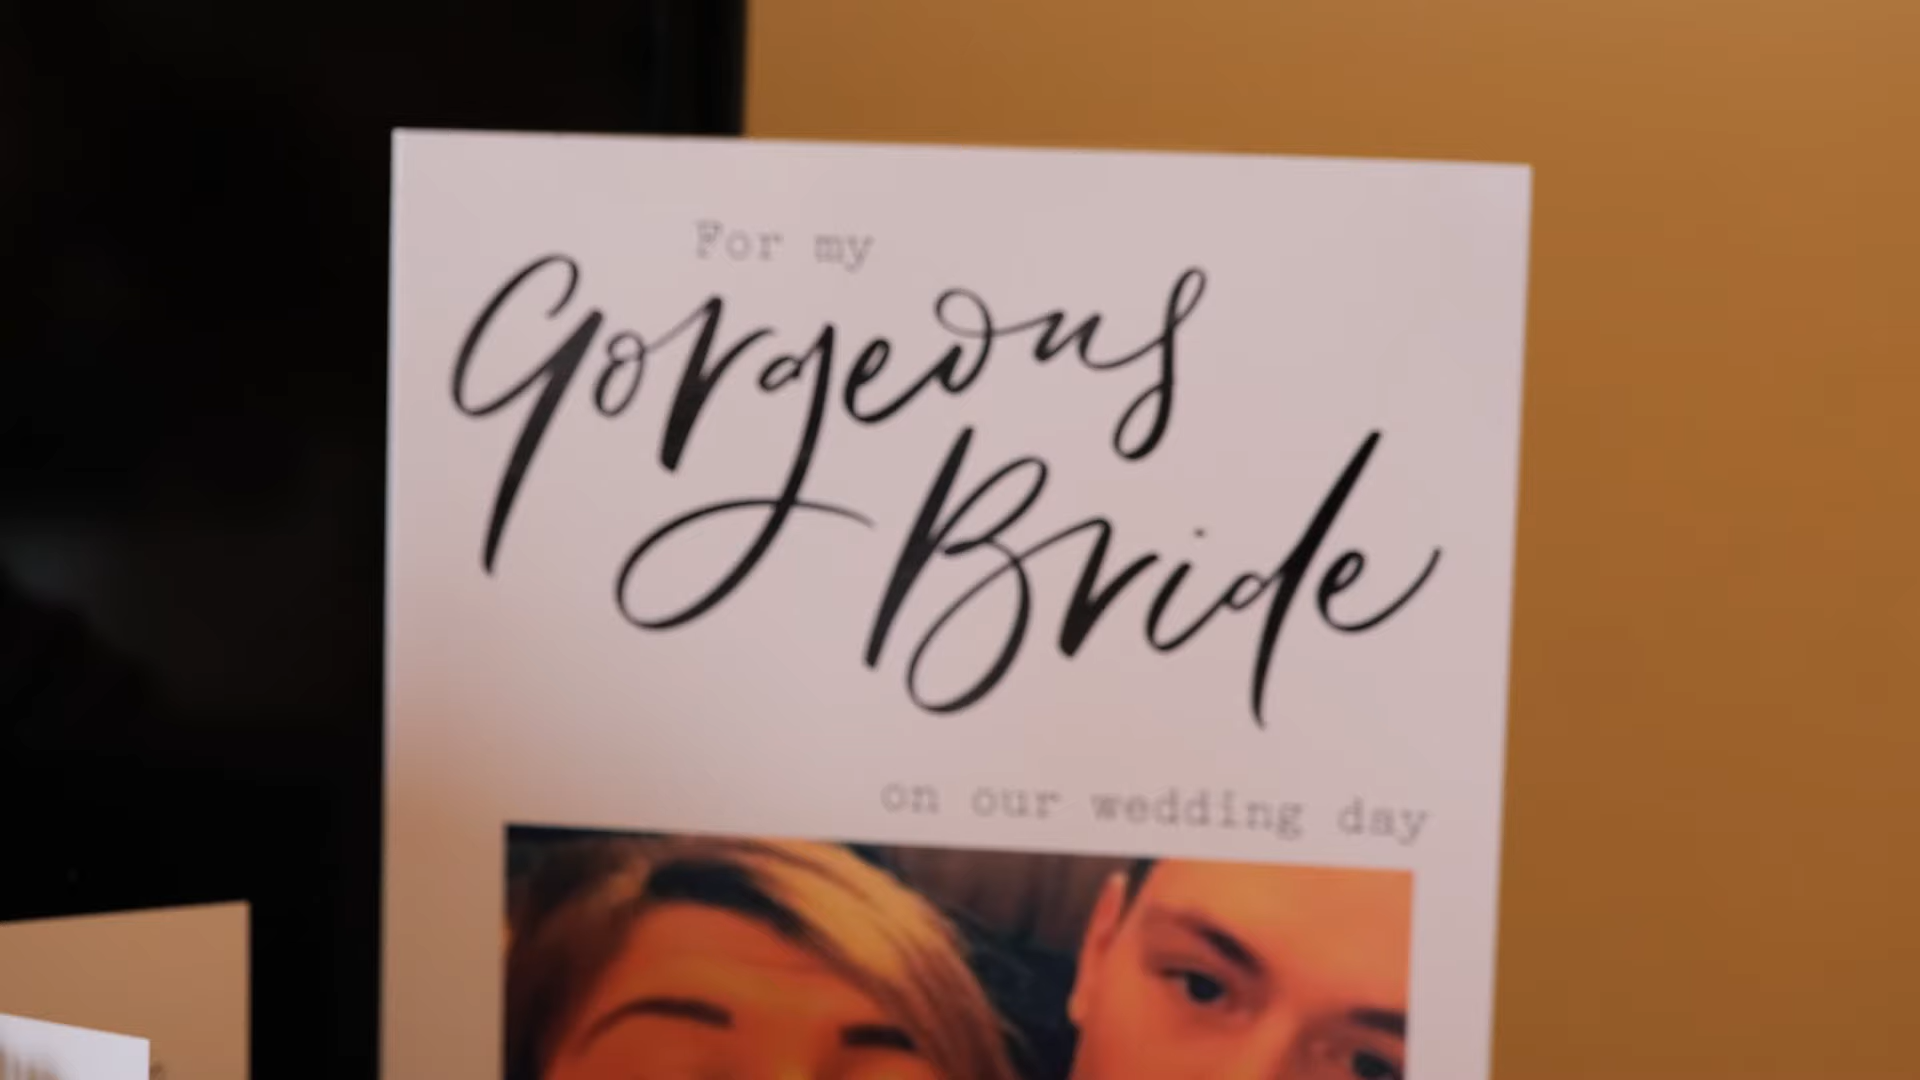 For my
Gorgeous
Bride
on our wedding day